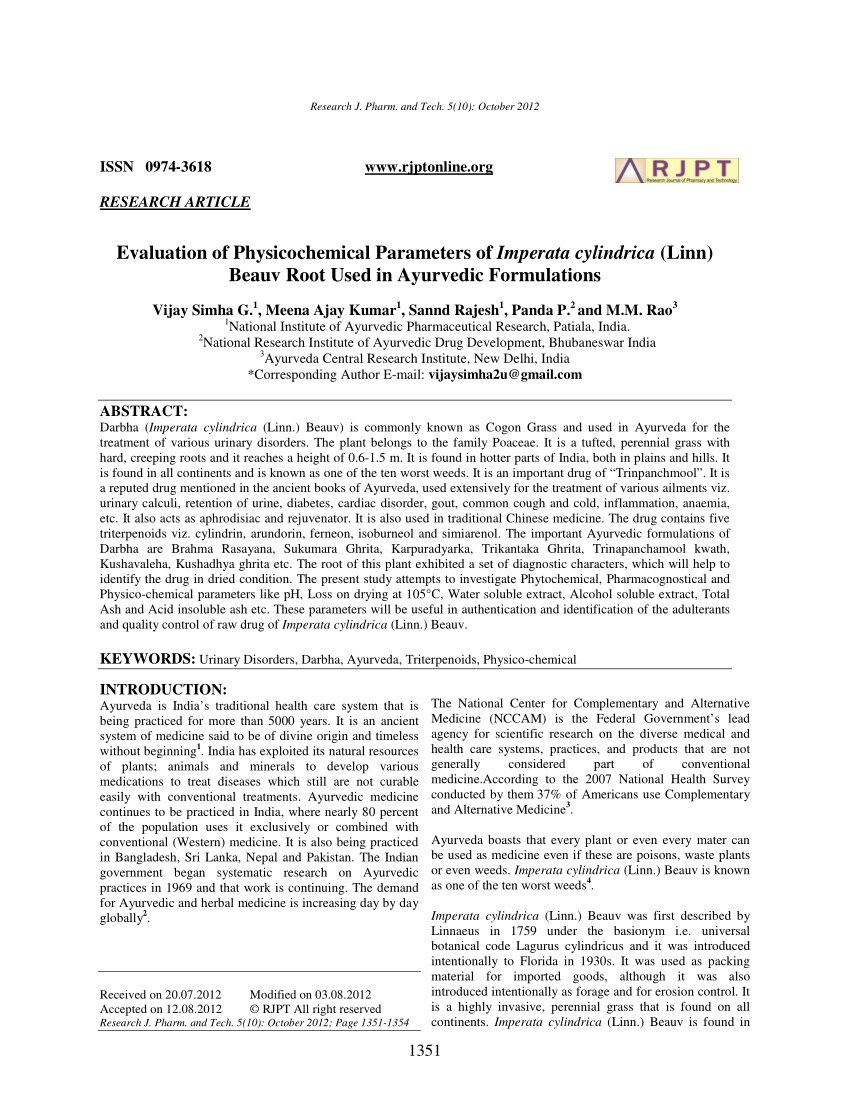 Research J. Pharm. and Tech. 5(10): October 2012
ISSN 0974-3618 www.rjptonline.org
RJPT
Research Journal of Pharmacy and Technology
RESEARCH ARTICLE
Evaluation of Physicochemical Parameters of Imperata cylindrica (Linn)
Beauv Root Used in Ayurvedic Formulations
Vijay Simha G.1, Meena Ajay Kumar1, Sannd Rajesh1, Panda P.2 and M.M. Rao3
1National Institute of Ayurvedic Pharmaceutical Research, Patiala, India.
2National Research Institute of Ayurvedic Drug Development, Bhubaneswar India
3Ayurveda Central Research Institute, New Delhi, India
*Corresponding Author E-mail: vijaysimha2u@gmail.com
ABSTRACT:
Darbha (Imperata cylindrica (Linn.) Beauv) is commonly known as Cogon Grass and used in Ayurveda for the
treatment of various urinary disorders. The plant belongs to the family Poaceae. It is a tufted, perennial grass with
hard, creeping roots and it reaches a height of 0.6-1.5 m. It is found in hotter parts of India, both in plains and hills. It
is found in all continents and is known as one of the ten worst weeds. It is an important drug of “Trinpanchmool”. It is
a reputed drug mentioned in the ancient books of Ayurveda, used extensively for the treatment of various ailments viz.
urinary calculi, retention of urine, diabetes, cardiac disorder, gout, common cough and cold, inflammation, anaemia,
etc. It also acts as aphrodisiac and rejuvenator. It is also used in traditional Chinese medicine. The drug contains five
triterpenoids viz. cylindrin, arundorin, ferneon, isoburneol and simiarenol. The important Ayurvedic formulations of
Darbha are Brahma Rasayana, Sukumara Ghrita, Karpuradyarka, Trikantaka Ghrita, Trinapanchamool kwath,
Kushavaleha, Kushadhya ghrita etc. The root of this plant exhibited a set of diagnostic characters, which will help to
identify the drug in dried condition. The present study attempts to investigate Phytochemical, Pharmacognostical and
Physico-chemical parameters like pH, Loss on drying at 105°C, Water soluble extract, Alcohol soluble extract, Total
Ash and Acid insoluble ash etc. These parameters will be useful in authentication and identification of the adulterants
and quality control of raw drug of Imperata cylindrica (Linn.) Beauv.
KEYWORDS: Urinary Disorders, Darbha, Ayurveda, Triterpenoids, Physico-chemical
INTRODUCTION:
Ayurveda is India’s traditional health care system that is
being practiced for more than 5000 years. It is an ancient
system of medicine said to be of divine origin and timeless
without beginning1. India has exploited its natural resources
of plants; animals and minerals to develop various
medications to treat diseases which still are not curable
easily with conventional treatments. Ayurvedic medicine
continues to be practiced in India, where nearly 80 percent
of the population uses it exclusively or combined with
conventional (Western) medicine. It is also being practiced
in Bangladesh, Sri Lanka, Nepal and Pakistan. The Indian
government began systematic research on Ayurvedic
practices in 1969 and that work is continuing. The demand
for Ayurvedic and herbal medicine is increasing day by day
globally2.
Received on 20.07.2012 Modified on 03.08.2012
Accepted on 12.08.2012 © RJPT All right reserved
Research J. Pharm. and Tech. 5(10): October 2012; Page 1351-1354
The National Center for Complementary and Alternative
Medicine (NCCAM) is the Federal Government’s lead
agency for scientific research on the diverse medical and
health care systems, practices, and products that are not
generally considered part of conventional
medicine.According to the 2007 National Health Survey
conducted by them 37% of Americans use Complementary
and Alternative Medicine3.
Ayurveda boasts that every plant or even every mater can
be used as medicine even if these are poisons, waste plants
or even weeds. Imperata cylindrica (Linn.) Beauv is known
as one of the ten worst weeds4.
Imperata cylindrica (Linn.) Beauv was first described by
Linnaeus in 1759 under the basionym i.e. universal
botanical code Lagurus cylindricus and it was introduced
intentionally to Florida in 1930s. It was used as packing
material for imported goods, although it was also
introduced intentionally as forage and for erosion control. It
is a highly invasive, perennial grass that is found on all
continents. Imperata cylindrica (Linn.) Beauv is found in
1351